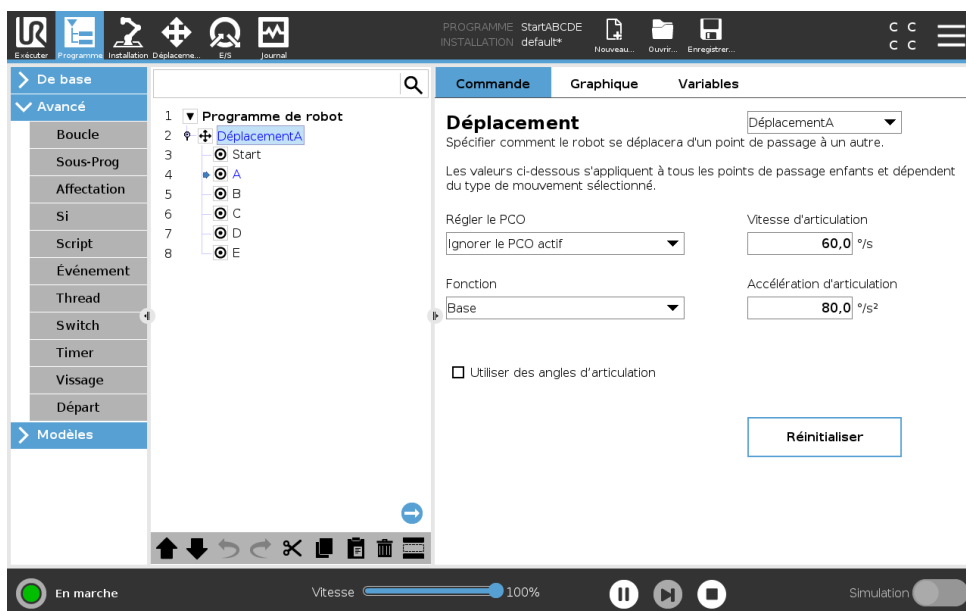 UR
PROGRAMME StartABCDE
INSTALLATION default*
C C
C C
Exécuter Programme Installation Déplaceme... E/S Journal
Nouveau... Ouvrir... Enregistrer...
De base
Avancé
Boucle
Sous-Prog
Affectation
Si
Script
Événement
Thread
Switch
Timer
Vissage
Départ
Modèles
1 Programme de robot
2 DéplacementA
3 Start
4 A
5 B
6 C
7 D
8 E
Commande Graphique Variables
Déplacement
DéplacementA
Spécifier comment le robot se déplacera d'un point de passage à un autre.
Les valeurs ci-dessous s'appliquent à tous les points de passage enfants et dépendent
du type de mouvement sélectionné.
Régler le PCO
Vitesse d'articulation
Ignorer le PCO actif
60,0 °/s
Fonction
Accélération d'articulation
Base
80,0 °/s²
Utiliser des angles d'articulation
Réinitialiser
En marche
Vitesse
100%
Simulation